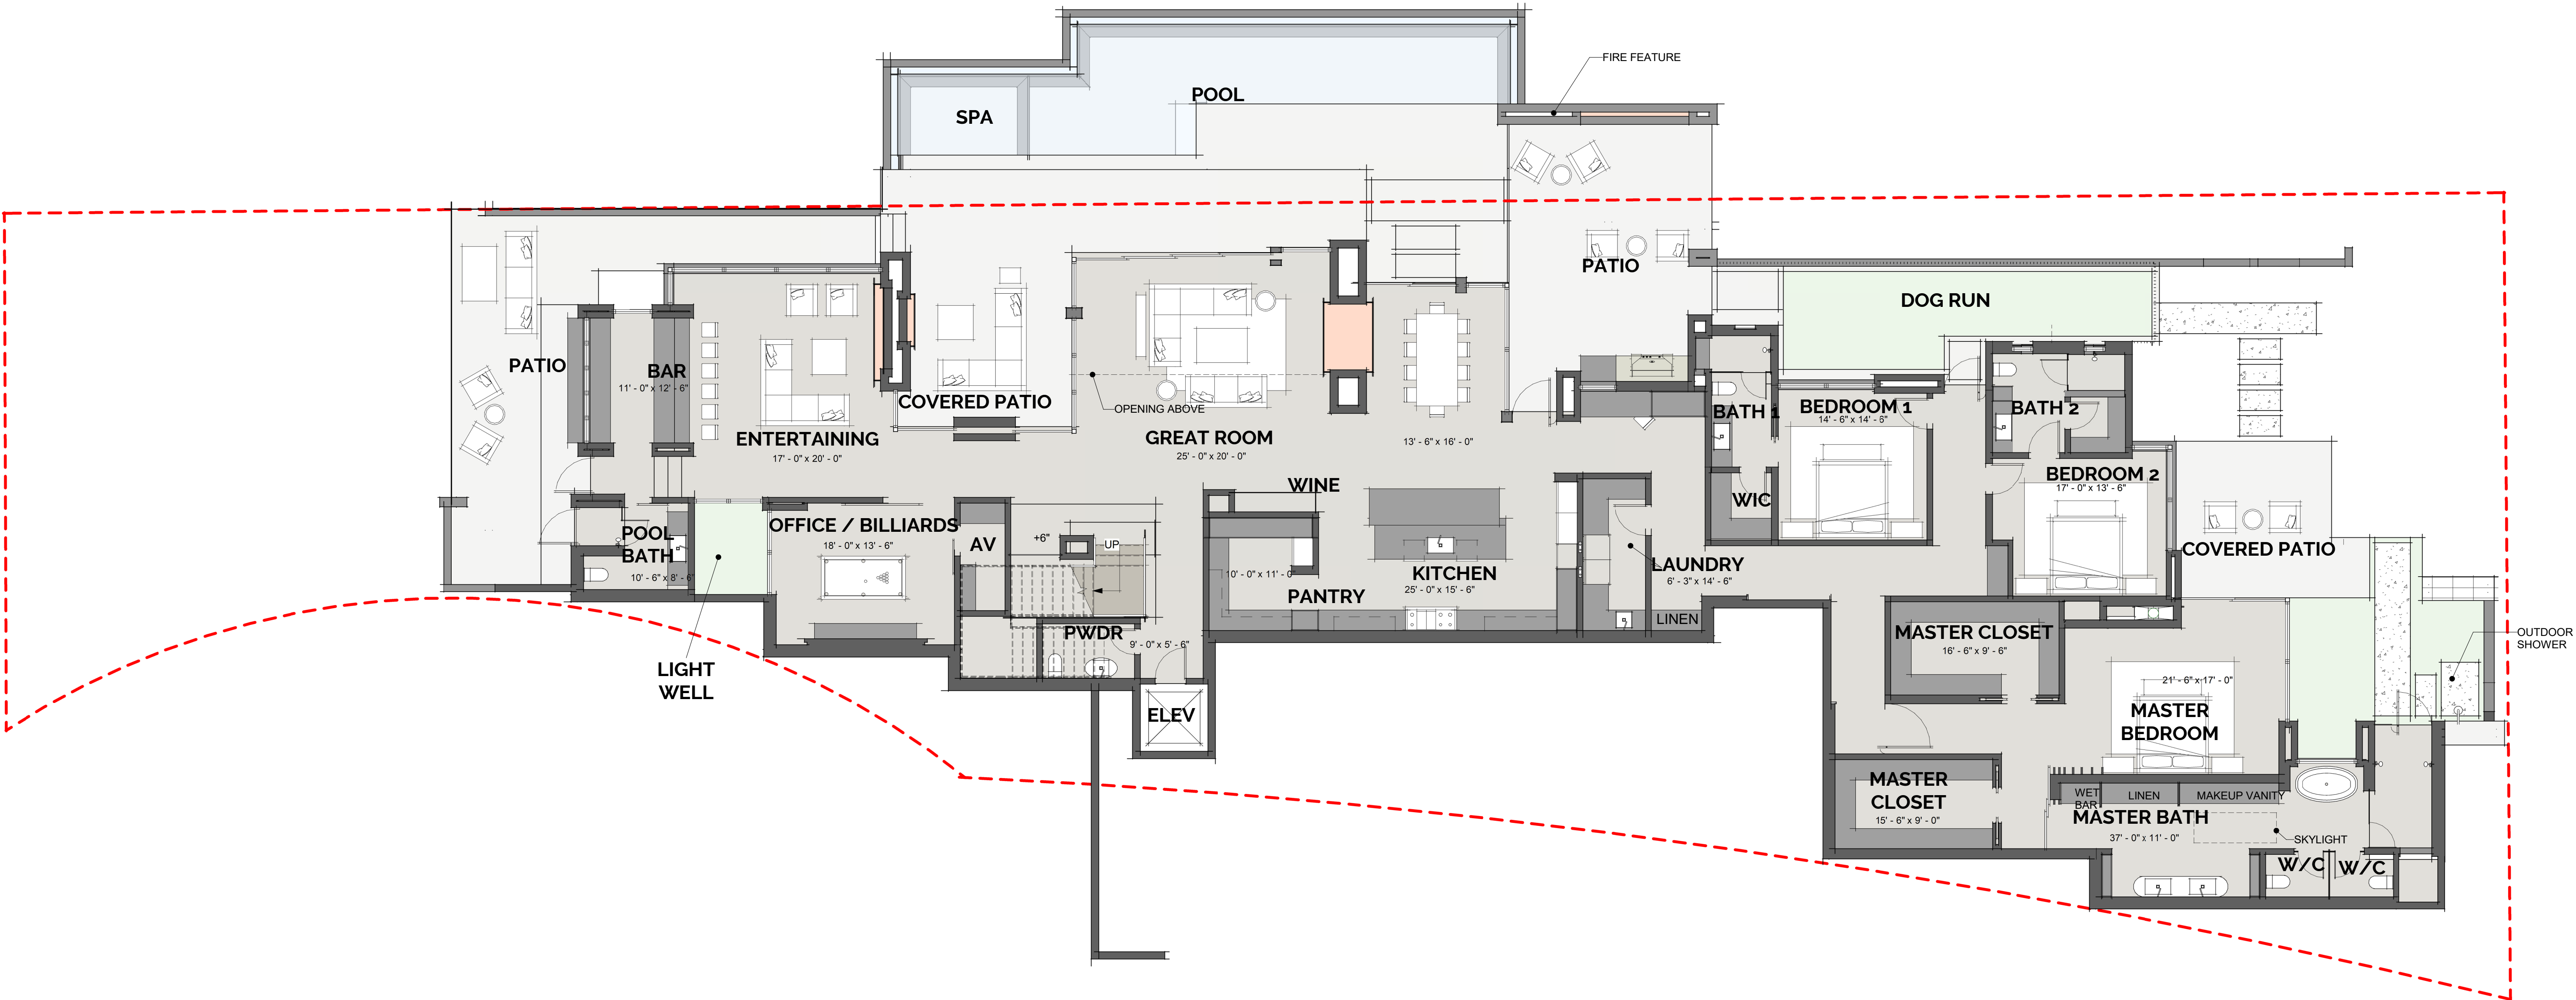 FIRE FEATURE
POOL
SPA
PATIO
DOG RUN
PATIO
BAR
11' - 0" x 12' - 6"
COVERED PATIO
OPENING ABOVE
ENTERTAINING
17' - 0" x 20' - 0"
GREAT ROOM
25' - 0" x 20' - 0"
13' - 6" x 16' - 0"
BATH 1
BEDROOM 1
14' - 6" x 14' - 6"
BATH 2
BEDROOM 2
17' - 0" x 13' - 6"
WINE
WIC
OFFICE / BILLIARDS
18' - 0" x 13' - 6"
POOL
BATH
10' - 6" x 8' - 6"
AV
+6"
UP
COVERED PATIO
KITCHEN
25' - 0" x 15' - 6"
10' - 0" x 11' - 0"
PANTRY
LAUNDRY
6' - 3" x 14' - 6"
LINEN
PWDR
9' - 0" x 5' - 6"
LIGHT
WELL
ELEV
MASTER CLOSET
16' - 6" x 9' - 6"
OUTDOOR
SHOWER
21' - 6" x 17' - 0"
MASTER
BEDROOM
MASTER
CLOSET
15' - 6" x 9' - 0"
WET
BAR
LINEN
MAKEUP VANITY
MASTER BATH
37' - 0" x 11' - 0"
SKYLIGHT
W/C
W/C